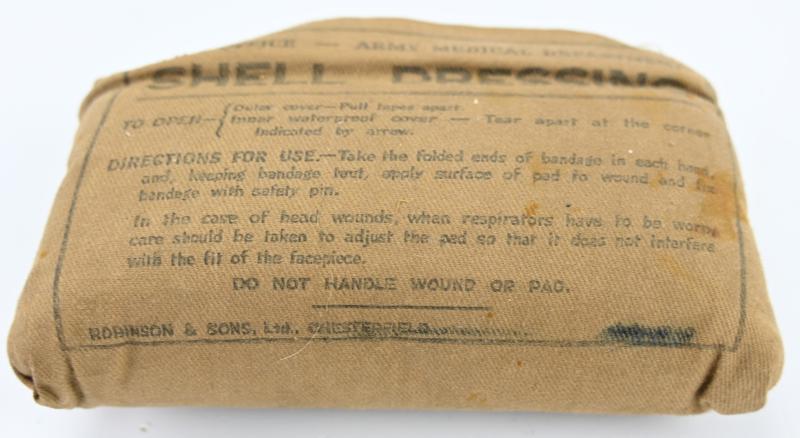 OFFICE — ARMY MEDICAL DEPARTMENT
SHELL DRESSING
TO OPEN— { Outer cover—Pull tapes apart.
Inner waterproof cover — Tear apart at the corner
indicated by arrow.
DIRECTIONS FOR USE.—Take the folded ends of bandage in each hand,
and, keeping bandage taut, apply surface of pad to wound and fix
bandage with safety pin.
In the case of head wounds, when respirators have to be worn,
care should be taken to adjust the pad so that it does not interfere
with the fit of the facepiece.
DO NOT HANDLE WOUND OR PAD.
ROBINSON & SONS, Ltd., CHESTERFIELD